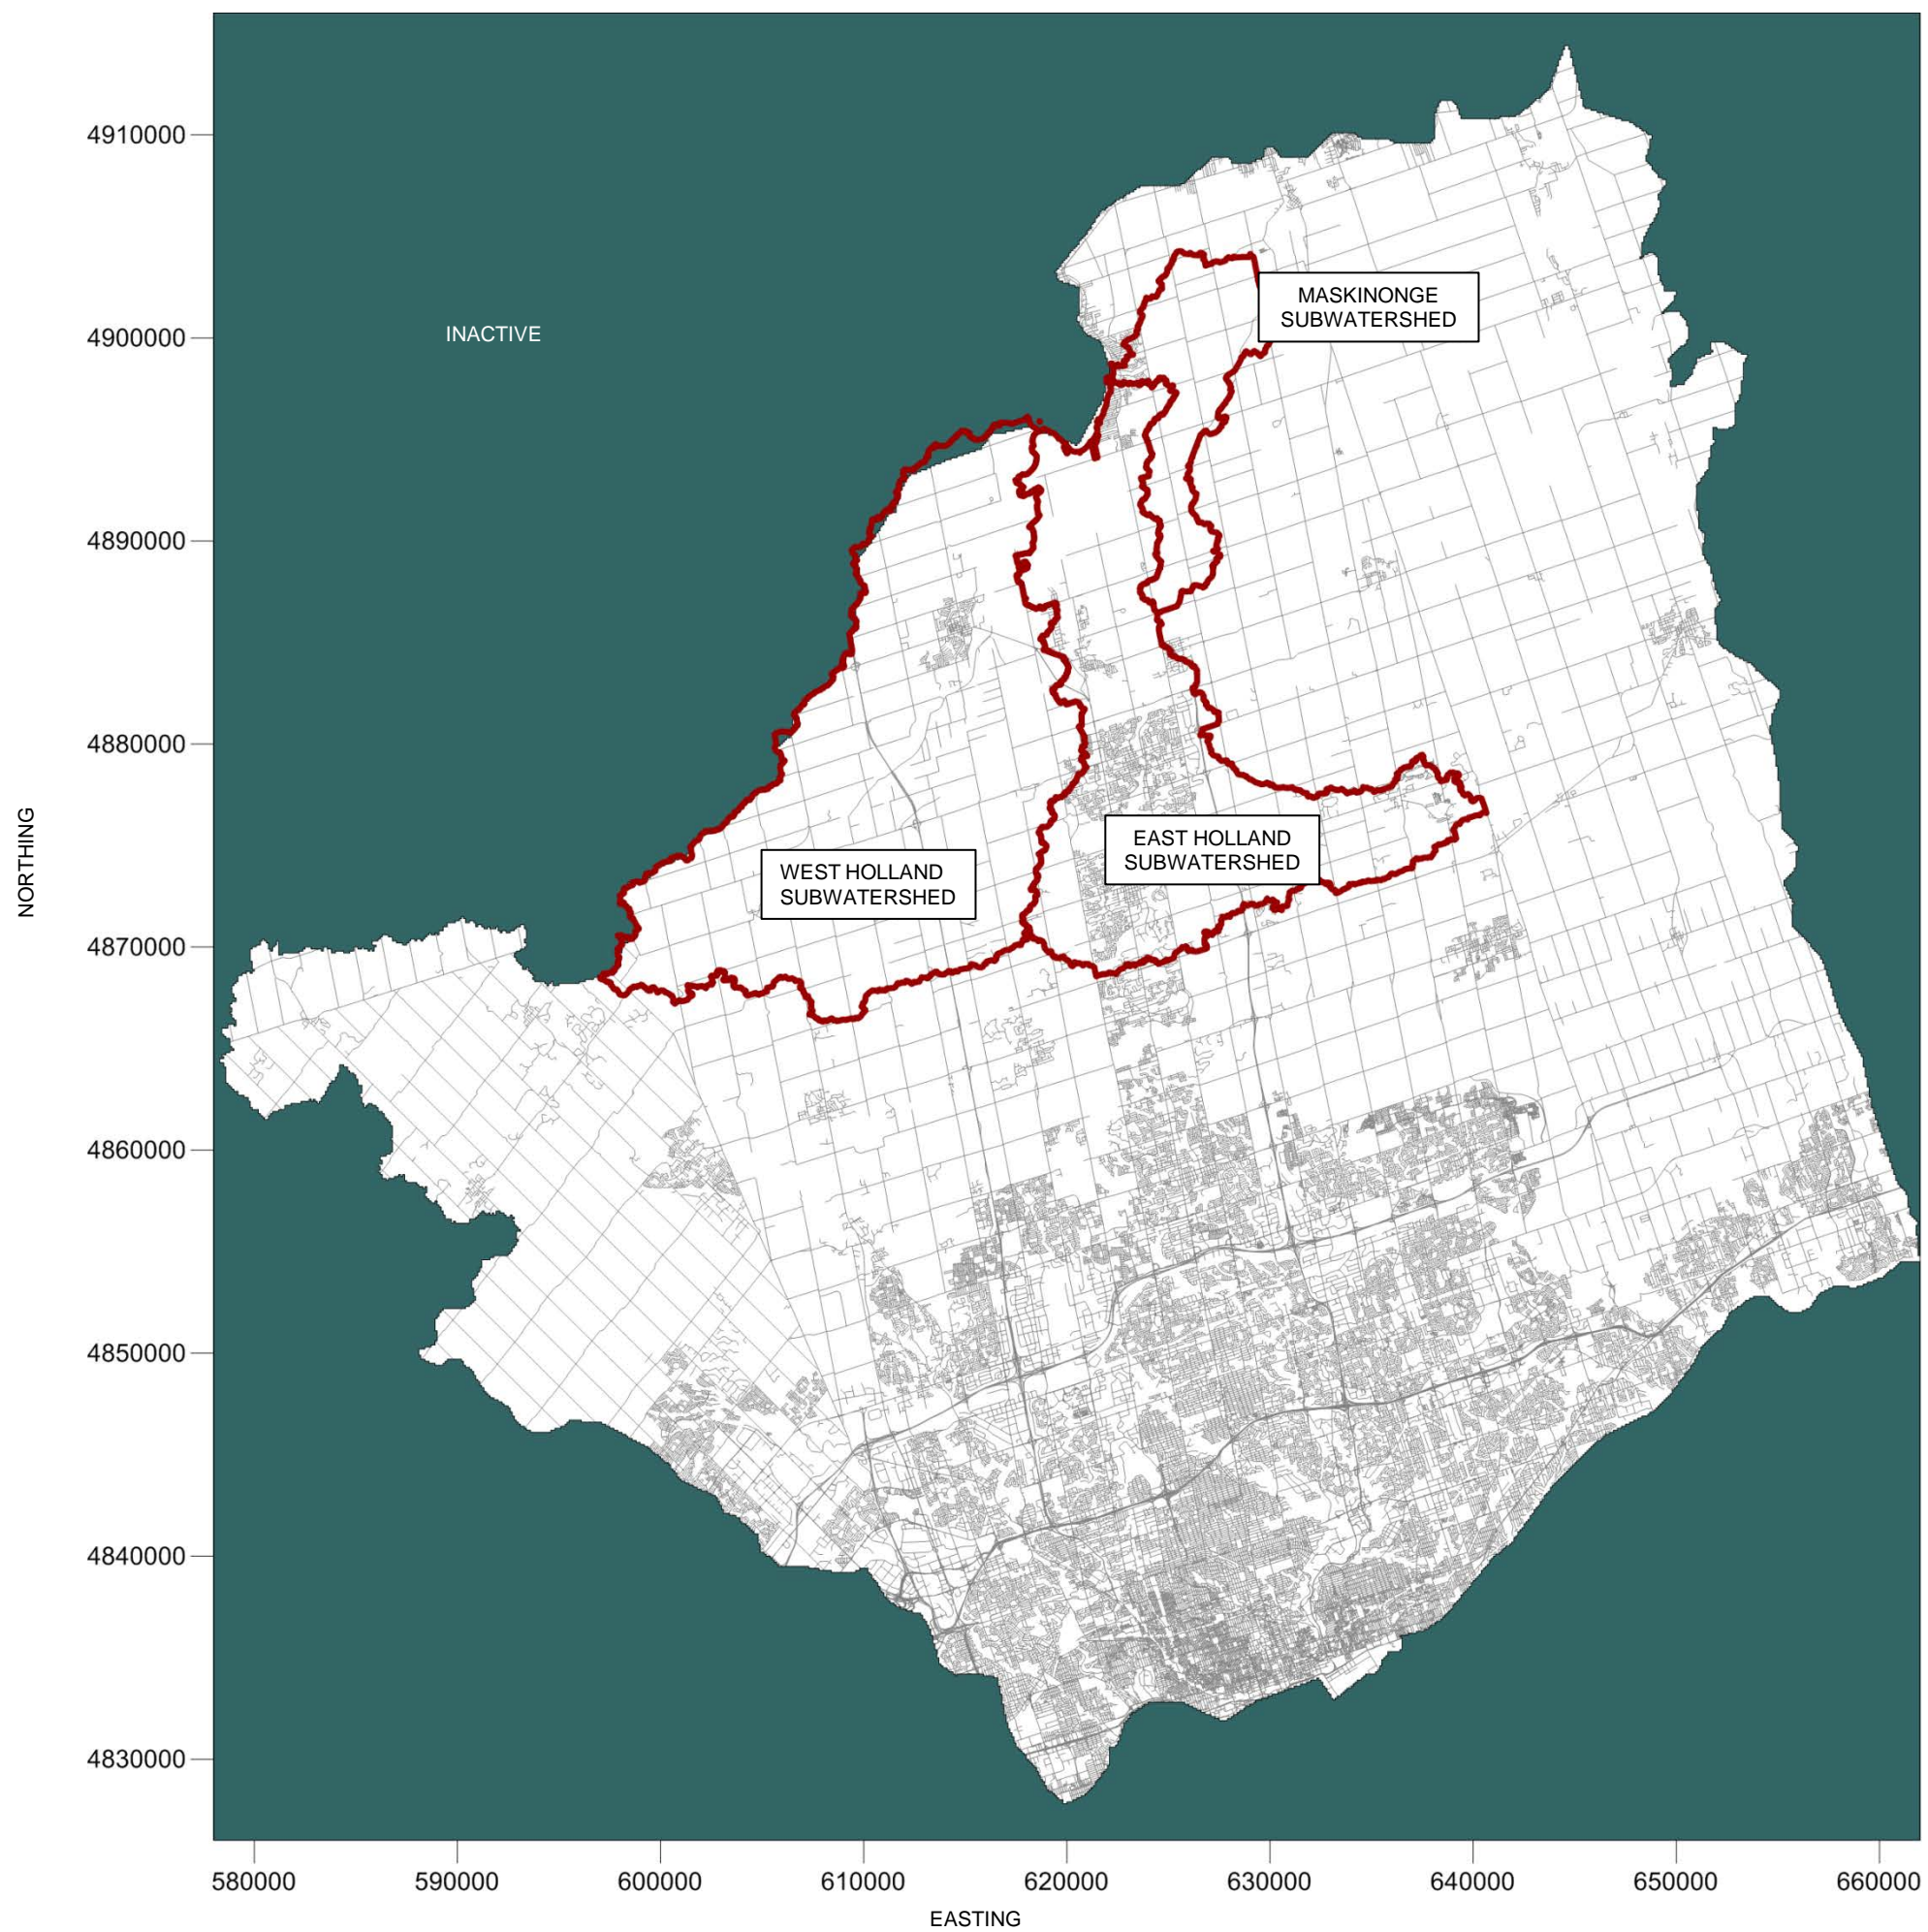 4910000
4900000
4890000
4880000
4870000
4860000
4850000
4840000
4830000
NORTHING
INACTIVE
MASKINONGE
SUBWATERSHED
EAST HOLLAND
SUBWATERSHED
WEST HOLLAND
SUBWATERSHED
580000
590000
600000
610000
620000
630000
640000
650000
660000
EASTING